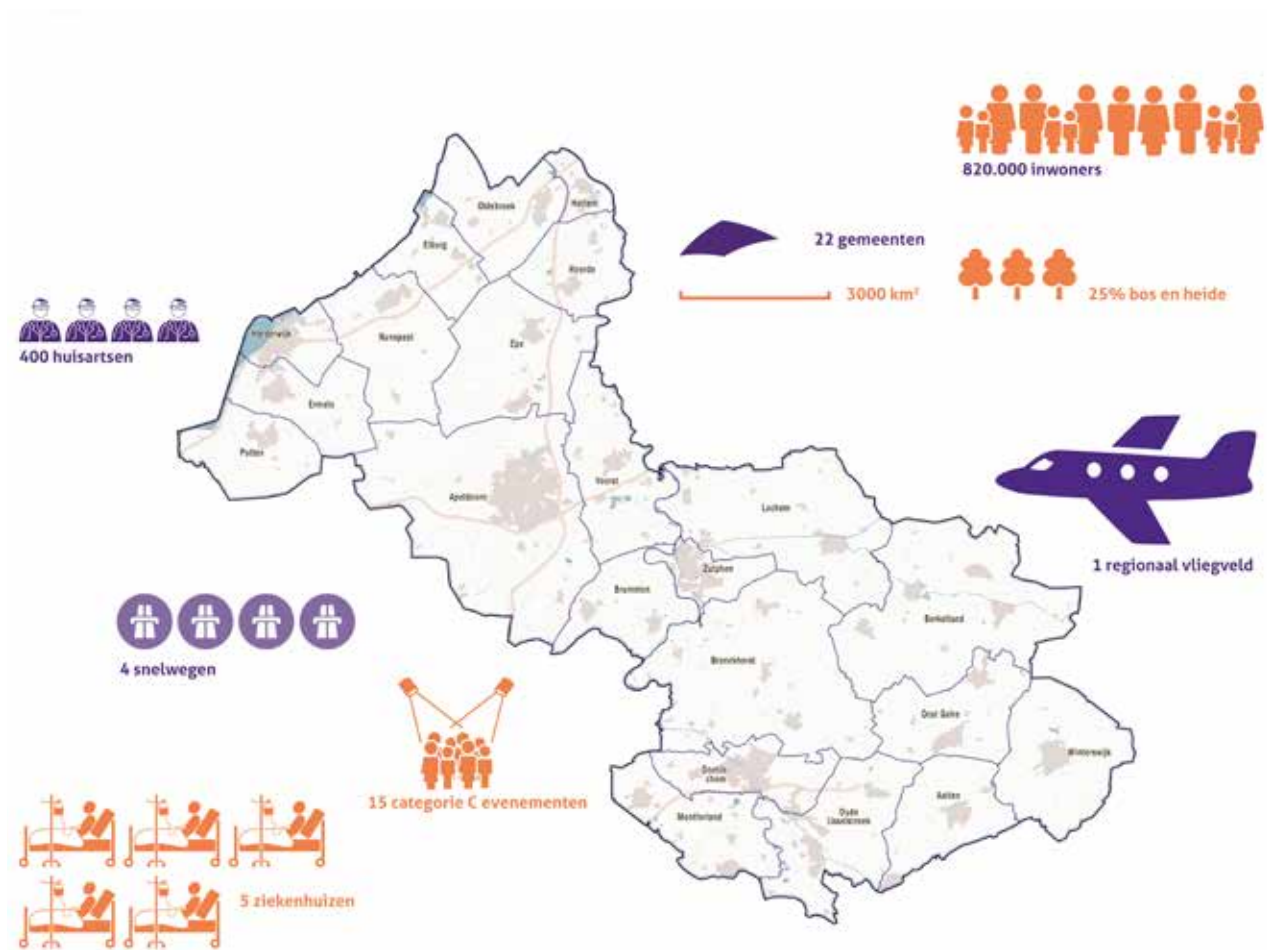 820.000 inwoners
22 gemeenten
3000 km²
25% bos en heide
400 huisartsen
1 regionaal vliegveld
4 snelwegen
15 categorie C evenementen
5 ziekenhuizen
Oldebroek
Hattem
Elburg
Heerde
Harderwijk
Nunspeet
Epe
Ermelo
Putten
Apeldoorn
Voorst
Lochem
Zutphen
Brummen
Berkelland
Bronckhorst
Oost Gelre
Winterswijk
Doetin
chem
Aalten
Montferland
Oude
IJsselstreek